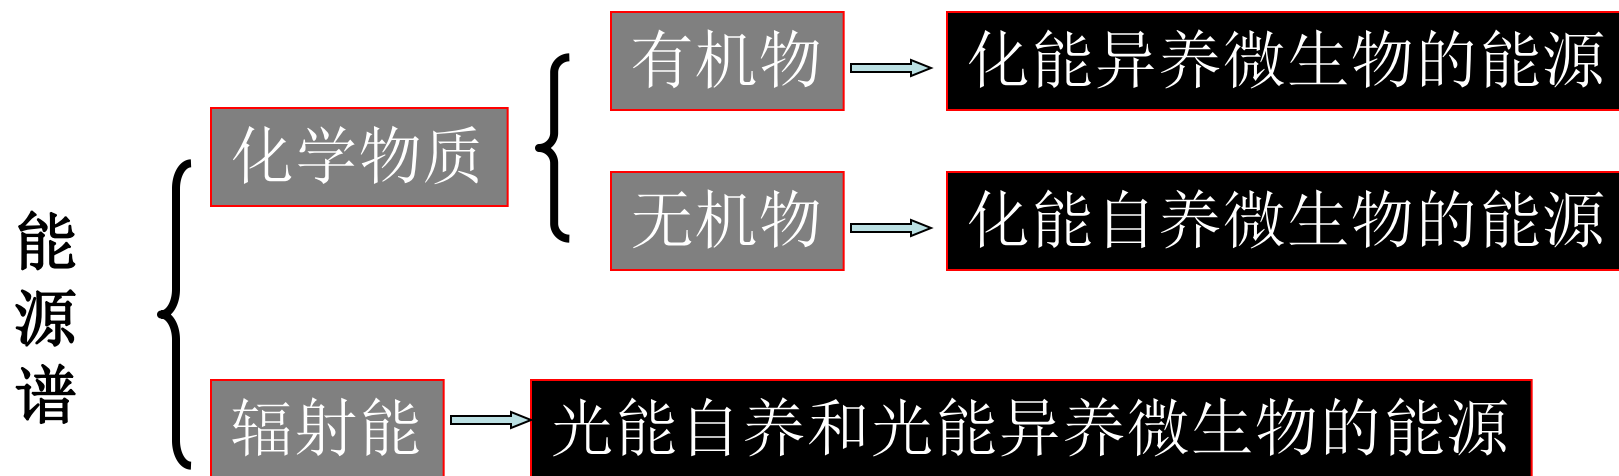 能源谱
化学物质
有机物
化能异养微生物的能源
无机物
化能自养微生物的能源
辐射能
光能自养和光能异养微生物的能源